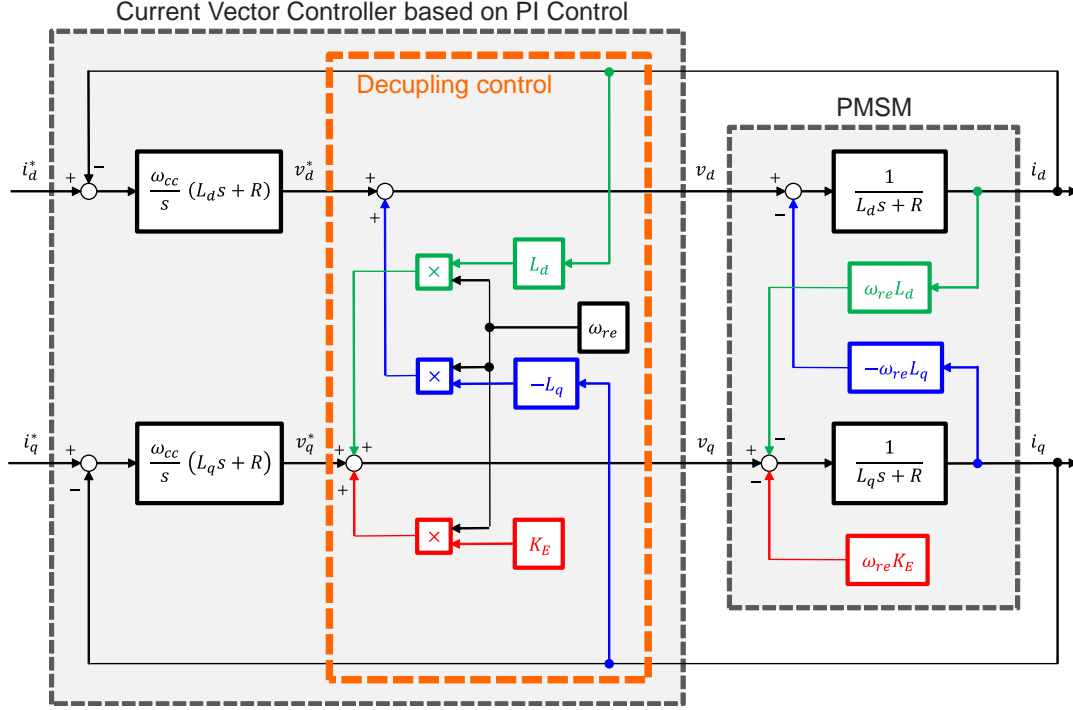 Current Vector Controller based on PI Control
Decupling control
PMSM
i_d^*
+
−
ω_cc/s (L_d s + R)
v_d^*
+
+
v_d
+
−
1/(L_d s + R)
i_d
×
L_d
ω_re L_d
ω_re
×
−L_q
−ω_re L_q
i_q^*
+
−
ω_cc/s (L_q s + R)
v_q^*
+
+
+
v_q
+
−
−
1/(L_q s + R)
i_q
×
K_E
ω_re K_E